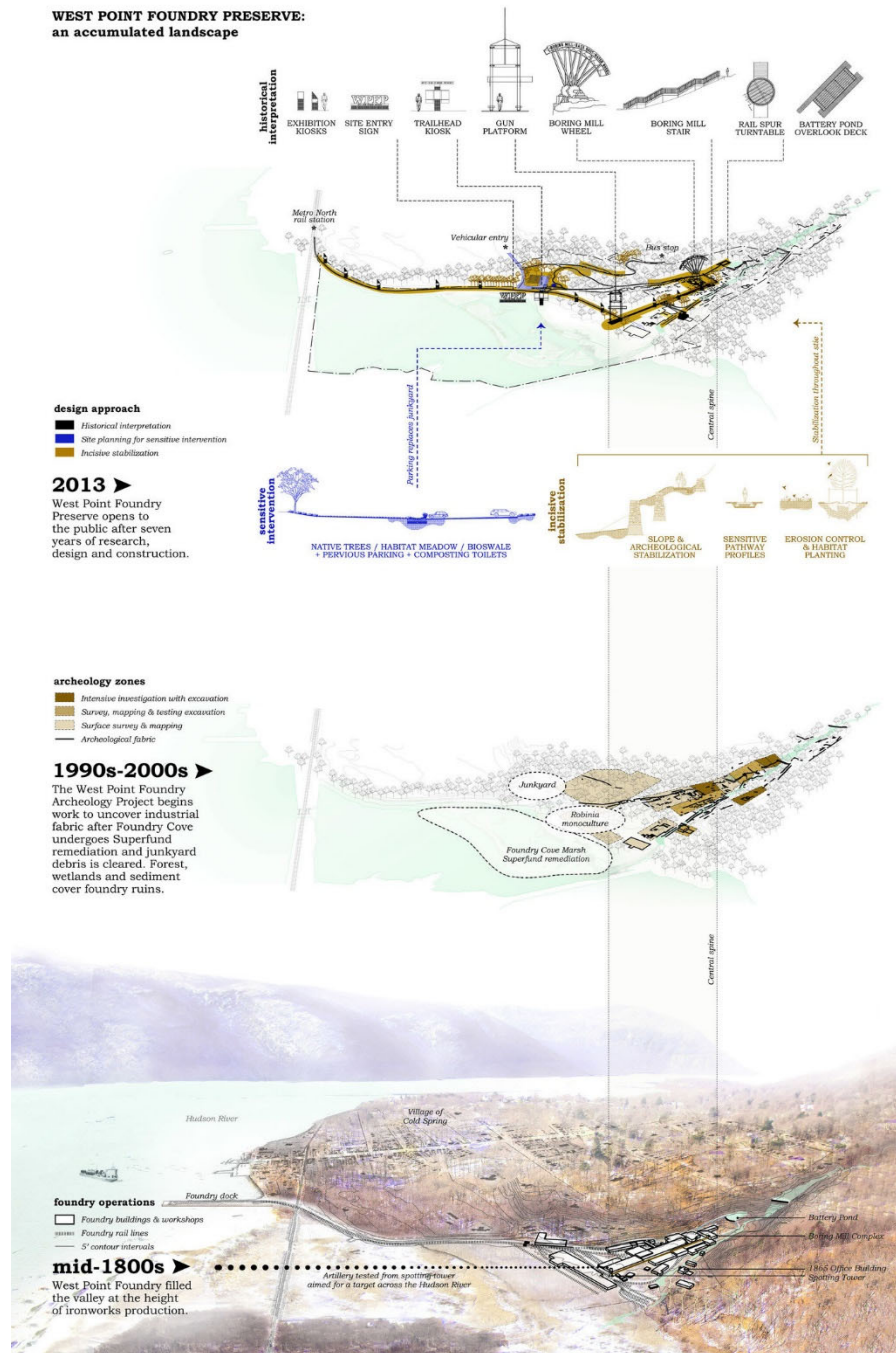 WEST POINT FOUNDRY PRESERVE:
an accumulated landscape
historical
interpretation
EXHIBITION
KIOSKS
SITE ENTRY
SIGN
TRAILHEAD
KIOSK
GUN
PLATFORM
BORING MILL
WHEEL
BORING MILL
STAIR
RAIL SPUR
TURNTABLE
BATTERY POND
OVERLOOK DECK
WFPP
Metro North
rail station
Vehicular entry
Bus stop
WFPP
Parking replaces junkyard
Central spine
Stabilization throughout stie
design approach
Historical interpretation
Site planning for sensitive intervention
Incisive stabilization
2013
West Point Foundry
Preserve opens to
the public after seven
years of research,
design and construction.
sensitive
intervention
NATIVE TREES / HABITAT MEADOW / BIOSWALE
+ PERVIOUS PARKING + COMPOSTING TOILETS
incisive
stabilization
SLOPE &
ARCHEOLOGICAL
STABILIZATION
SENSITIVE
PATHWAY
PROFILES
EROSION CONTROL
& HABITAT
PLANTING
archeology zones
Intensive investigation with excavation
Survey, mapping & testing excavation
Surface survey & mapping
Archeological fabric
1990s-2000s
The West Point Foundry
Archeology Project begins
work to uncover industrial
fabric after Foundry Cove
undergoes Superfund
remediation and junkyard
debris is cleared. Forest,
wetlands and sediment
cover foundry ruins.
Junkyard
Robinia
monoculture
Foundry Cove Marsh
Superfund remediation
Central spine
Hudson River
Village of
Cold Spring
Foundry dock
foundry operations
Foundry buildings & workshops
Foundry rail lines
5' contour intervals
mid-1800s
West Point Foundry filled
the valley at the height
of ironworks production.
Artillery tested from spotting tower
aimed for a target across the Hudson River
Battery Pond
Boring Mill Complex
1865 Office Building
Spotting Tower